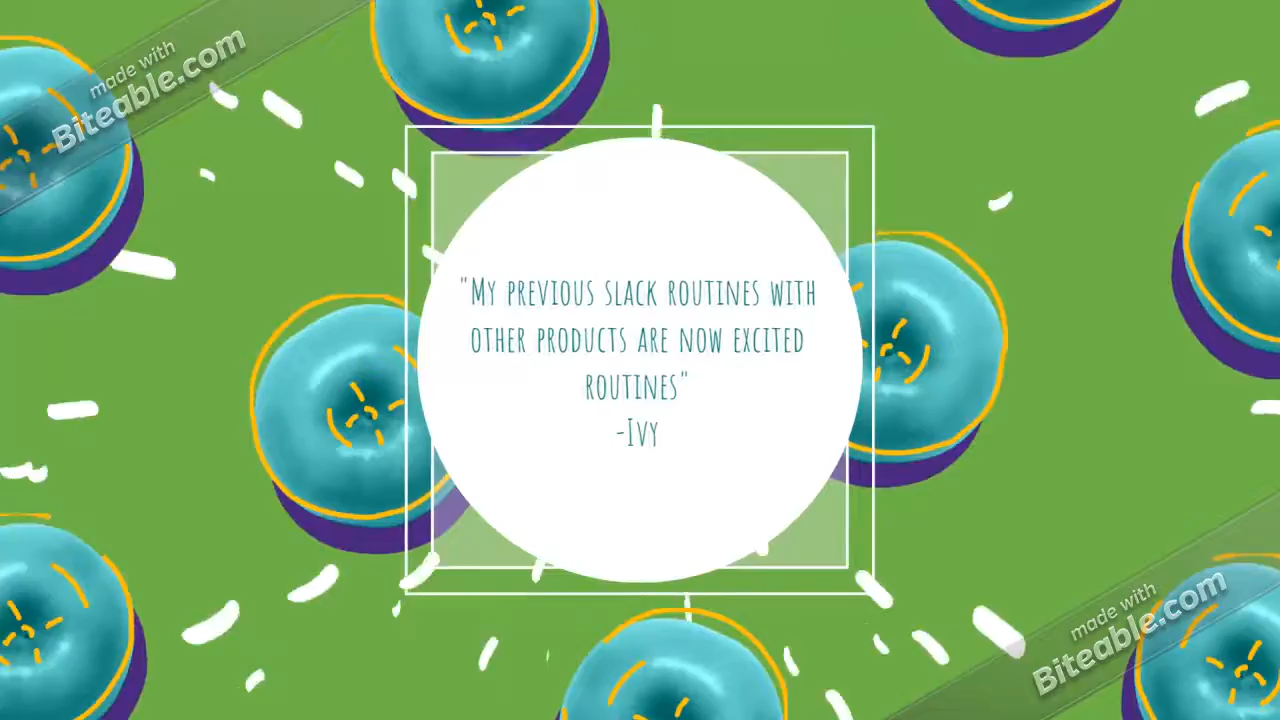 made with
Biteable.com
"My previous slack routines with
other products are now excited
routines"
-Ivy
made with
Biteable.com